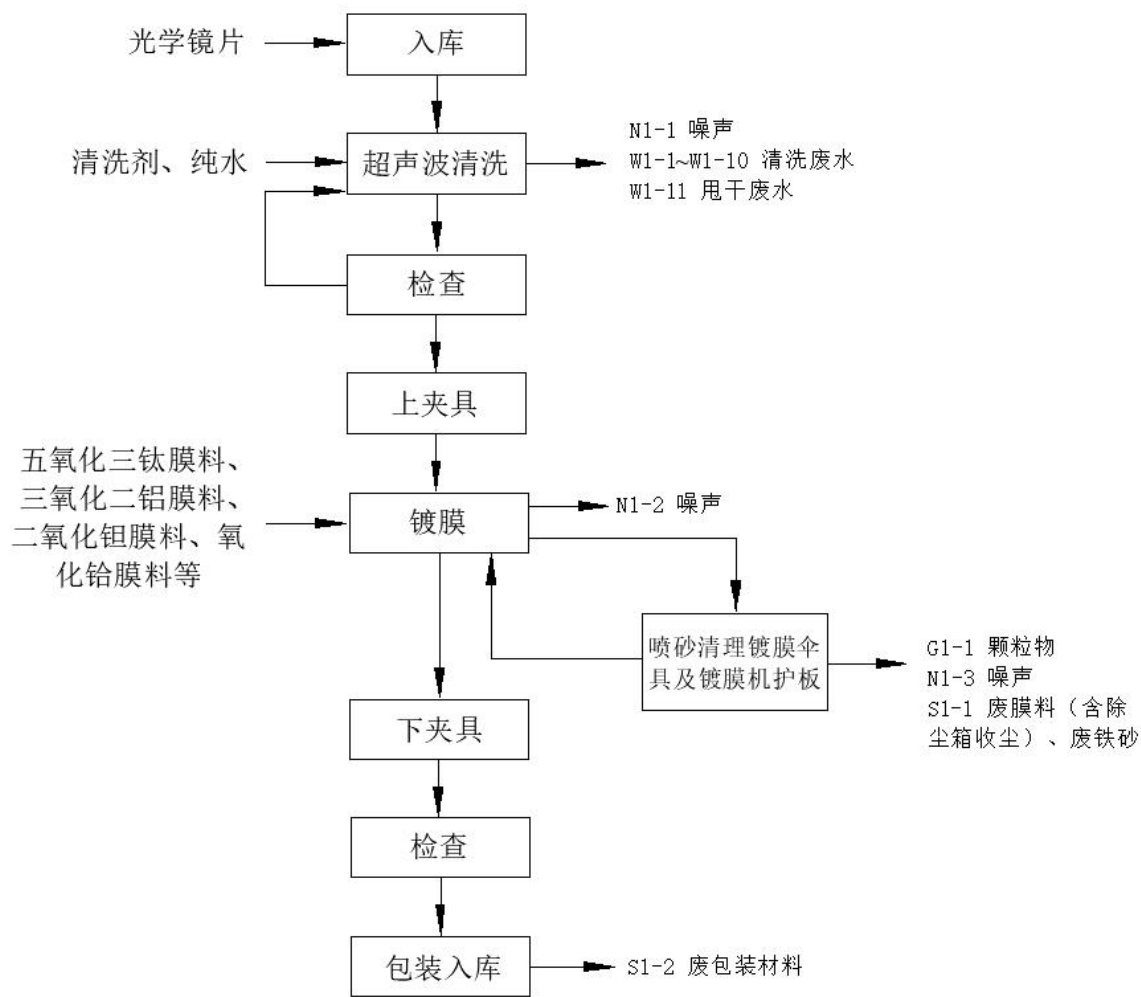 光学镜片
入库
清洗剂、纯水
超声波清洗
N1-1 噪声
W1-1~W1-10 清洗废水
W1-11 甩干废水
检查
上夹具
五氧化三钛膜料、
三氧化二铝膜料、
二氧化钽膜料、氧
化铪膜料等
镀膜
N1-2 噪声
喷砂清理镀膜伞
具及镀膜机护板
G1-1 颗粒物
N1-3 噪声
S1-1 废膜料（含除
尘箱收尘）、废铁砂
下夹具
检查
包装入库
S1-2 废包装材料